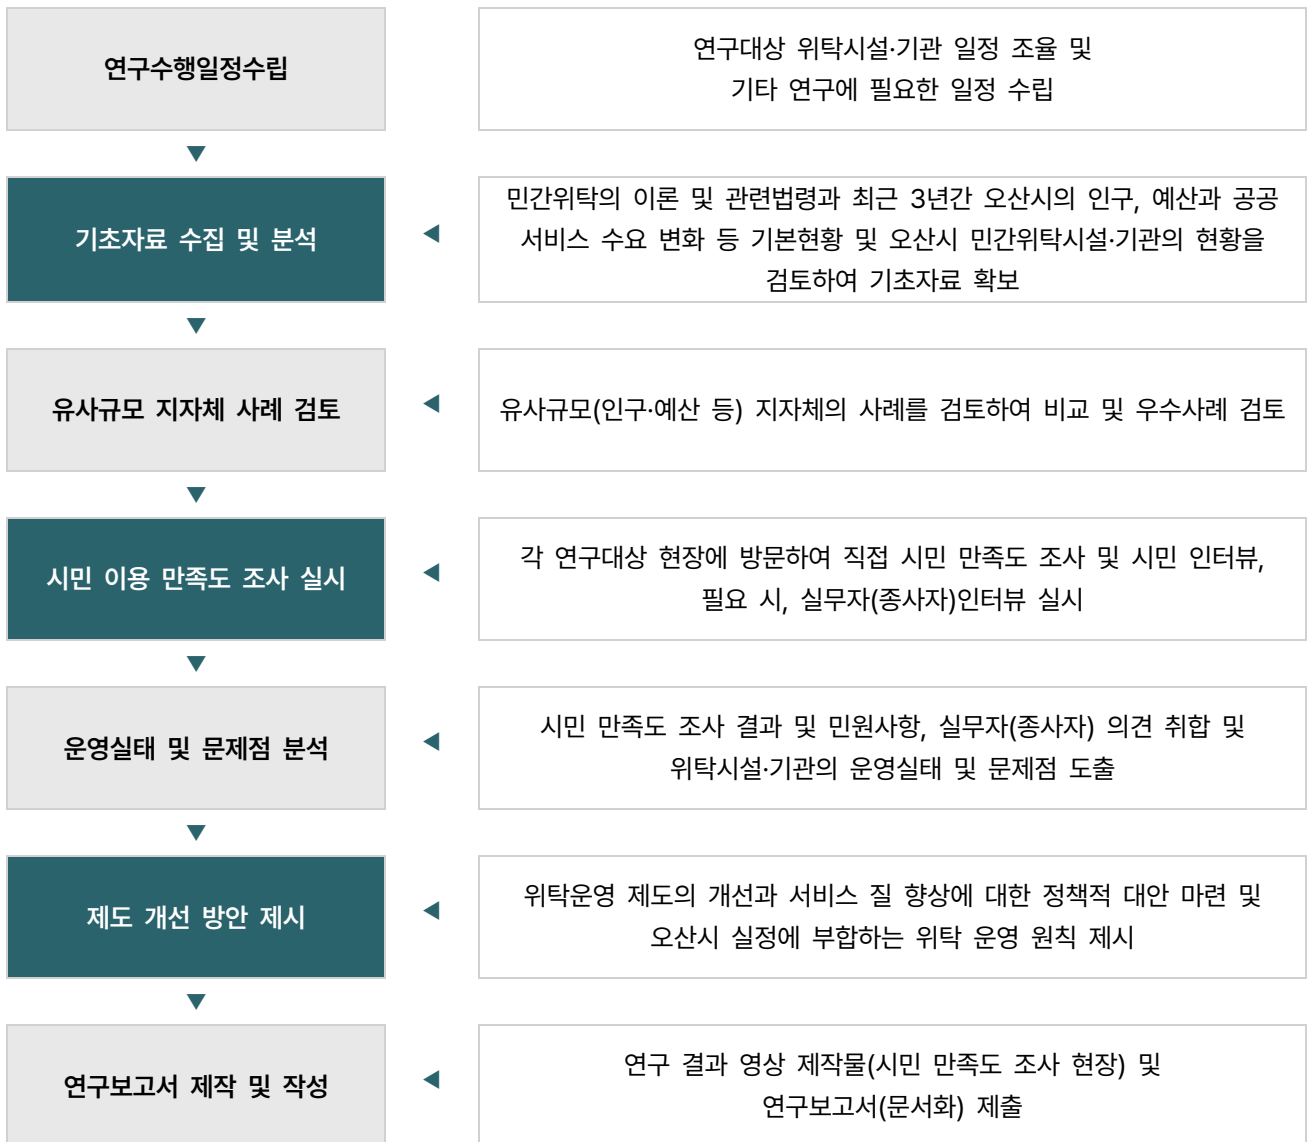 연구수행일정수립
연구대상 위탁시설·기관 일정 조율 및
기타 연구에 필요한 일정 수립
▼
기초자료 수집 및 분석
◀
민간위탁의 이론 및 관련법령과 최근 3년간 오산시의 인구, 예산과 공공
서비스 수요 변화 등 기본현황 및 오산시 민간위탁시설·기관의 현황을
검토하여 기초자료 확보
▼
유사규모 지자체 사례 검토
◀
유사규모(인구·예산 등) 지자체의 사례를 검토하여 비교 및 우수사례 검토
▼
시민 이용 만족도 조사 실시
◀
각 연구대상 현장에 방문하여 직접 시민 만족도 조사 및 시민 인터뷰,
필요 시, 실무자(종사자)인터뷰 실시
▼
운영실태 및 문제점 분석
◀
시민 만족도 조사 결과 및 민원사항, 실무자(종사자) 의견 취합 및
위탁시설·기관의 운영실태 및 문제점 도출
▼
제도 개선 방안 제시
◀
위탁운영 제도의 개선과 서비스 질 향상에 대한 정책적 대안 마련 및
오산시 실정에 부합하는 위탁 운영 원칙 제시
▼
연구보고서 제작 및 작성
◀
연구 결과 영상 제작물(시민 만족도 조사 현장) 및
연구보고서(문서화) 제출